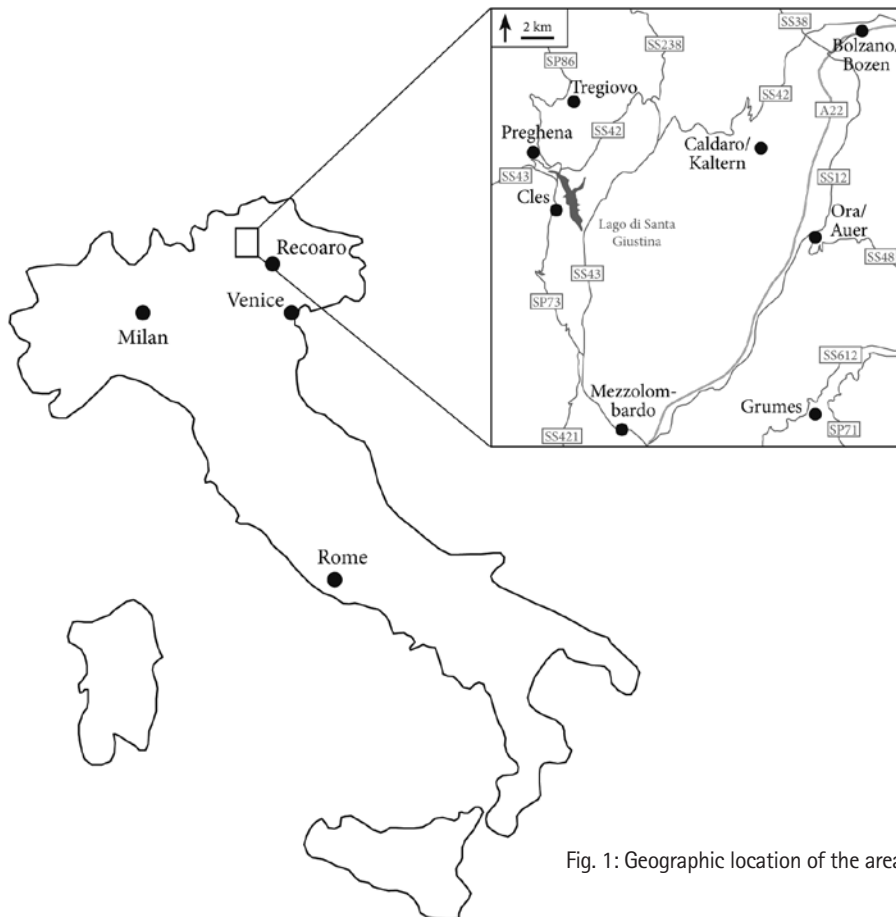 2 km
SS38
Bolzano/
Bozen
SS238
SP86
Tregiovo
SS42
A22
SS42
Preghena
Caldaro/
Kaltern
SS43
SS12
Cles
Ora/
Auer
Lago di Santa
Giustina
SS48
SS43
SP73
SS612
Mezzolom-
bardo
Grumes
SP71
SS421
Recoaro
Venice
Milan
Rome
Fig. 1: Geographic location of the area